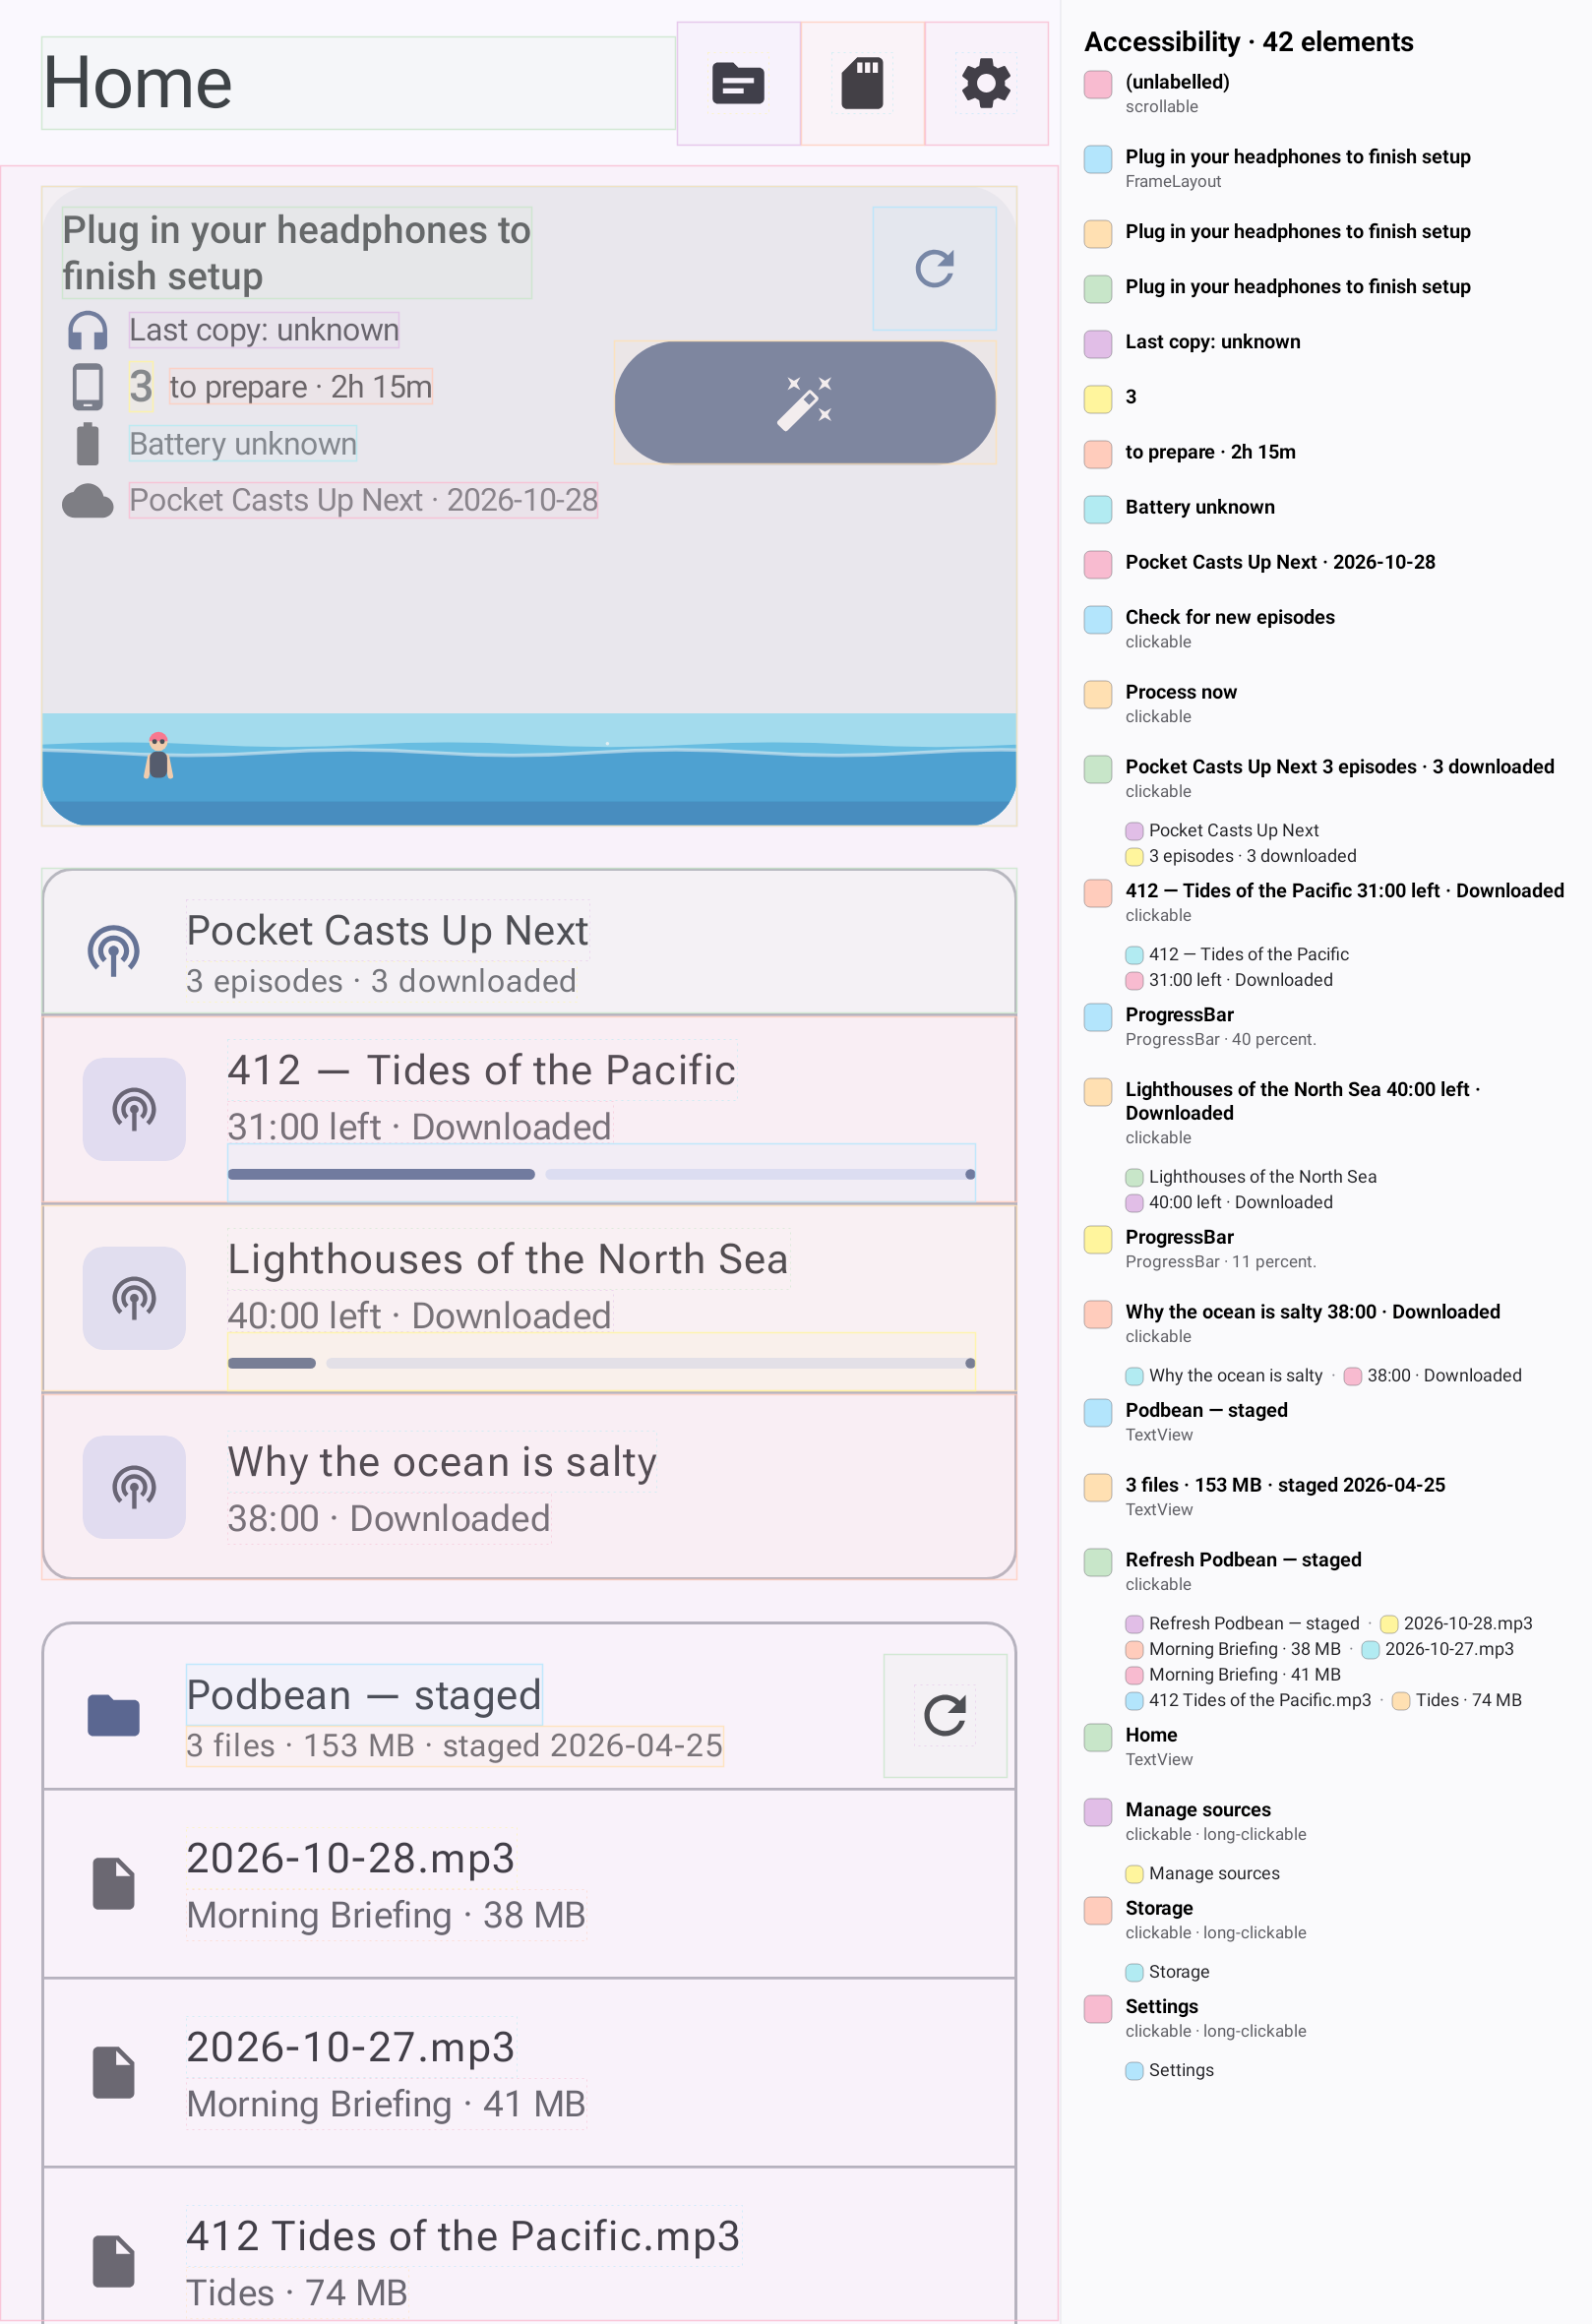 Home
Plug in your headphones to
finish setup
Last copy: unknown
3 to prepare · 2h 15m
Battery unknown
Pocket Casts Up Next · 2026-10-28
Pocket Casts Up Next
3 episodes · 3 downloaded
412 — Tides of the Pacific
31:00 left · Downloaded
Lighthouses of the North Sea
40:00 left · Downloaded
Why the ocean is salty
38:00 · Downloaded
Podbean — staged
3 files · 153 MB · staged 2026-04-25
2026-10-28.mp3
Morning Briefing · 38 MB
2026-10-27.mp3
Morning Briefing · 41 MB
412 Tides of the Pacific.mp3
Tides · 74 MB
Accessibility · 42 elements
(unlabelled)
scrollable
Plug in your headphones to finish setup
FrameLayout
Plug in your headphones to finish setup
Plug in your headphones to finish setup
Last copy: unknown
3
to prepare · 2h 15m
Battery unknown
Pocket Casts Up Next · 2026-10-28
Check for new episodes
clickable
Process now
clickable
Pocket Casts Up Next 3 episodes · 3 downloaded
clickable
Pocket Casts Up Next
3 episodes · 3 downloaded
412 — Tides of the Pacific 31:00 left · Downloaded
clickable
412 — Tides of the Pacific
31:00 left · Downloaded
ProgressBar
ProgressBar · 40 percent.
Lighthouses of the North Sea 40:00 left ·
Downloaded
clickable
Lighthouses of the North Sea
40:00 left · Downloaded
ProgressBar
ProgressBar · 11 percent.
Why the ocean is salty 38:00 · Downloaded
clickable
Why the ocean is salty · 38:00 · Downloaded
Podbean — staged
TextView
3 files · 153 MB · staged 2026-04-25
TextView
Refresh Podbean — staged
clickable
Refresh Podbean — staged · 2026-10-28.mp3
Morning Briefing · 38 MB · 2026-10-27.mp3
Morning Briefing · 41 MB
412 Tides of the Pacific.mp3 · Tides · 74 MB
Home
TextView
Manage sources
clickable · long-clickable
Manage sources
Storage
clickable · long-clickable
Storage
Settings
clickable · long-clickable
Settings